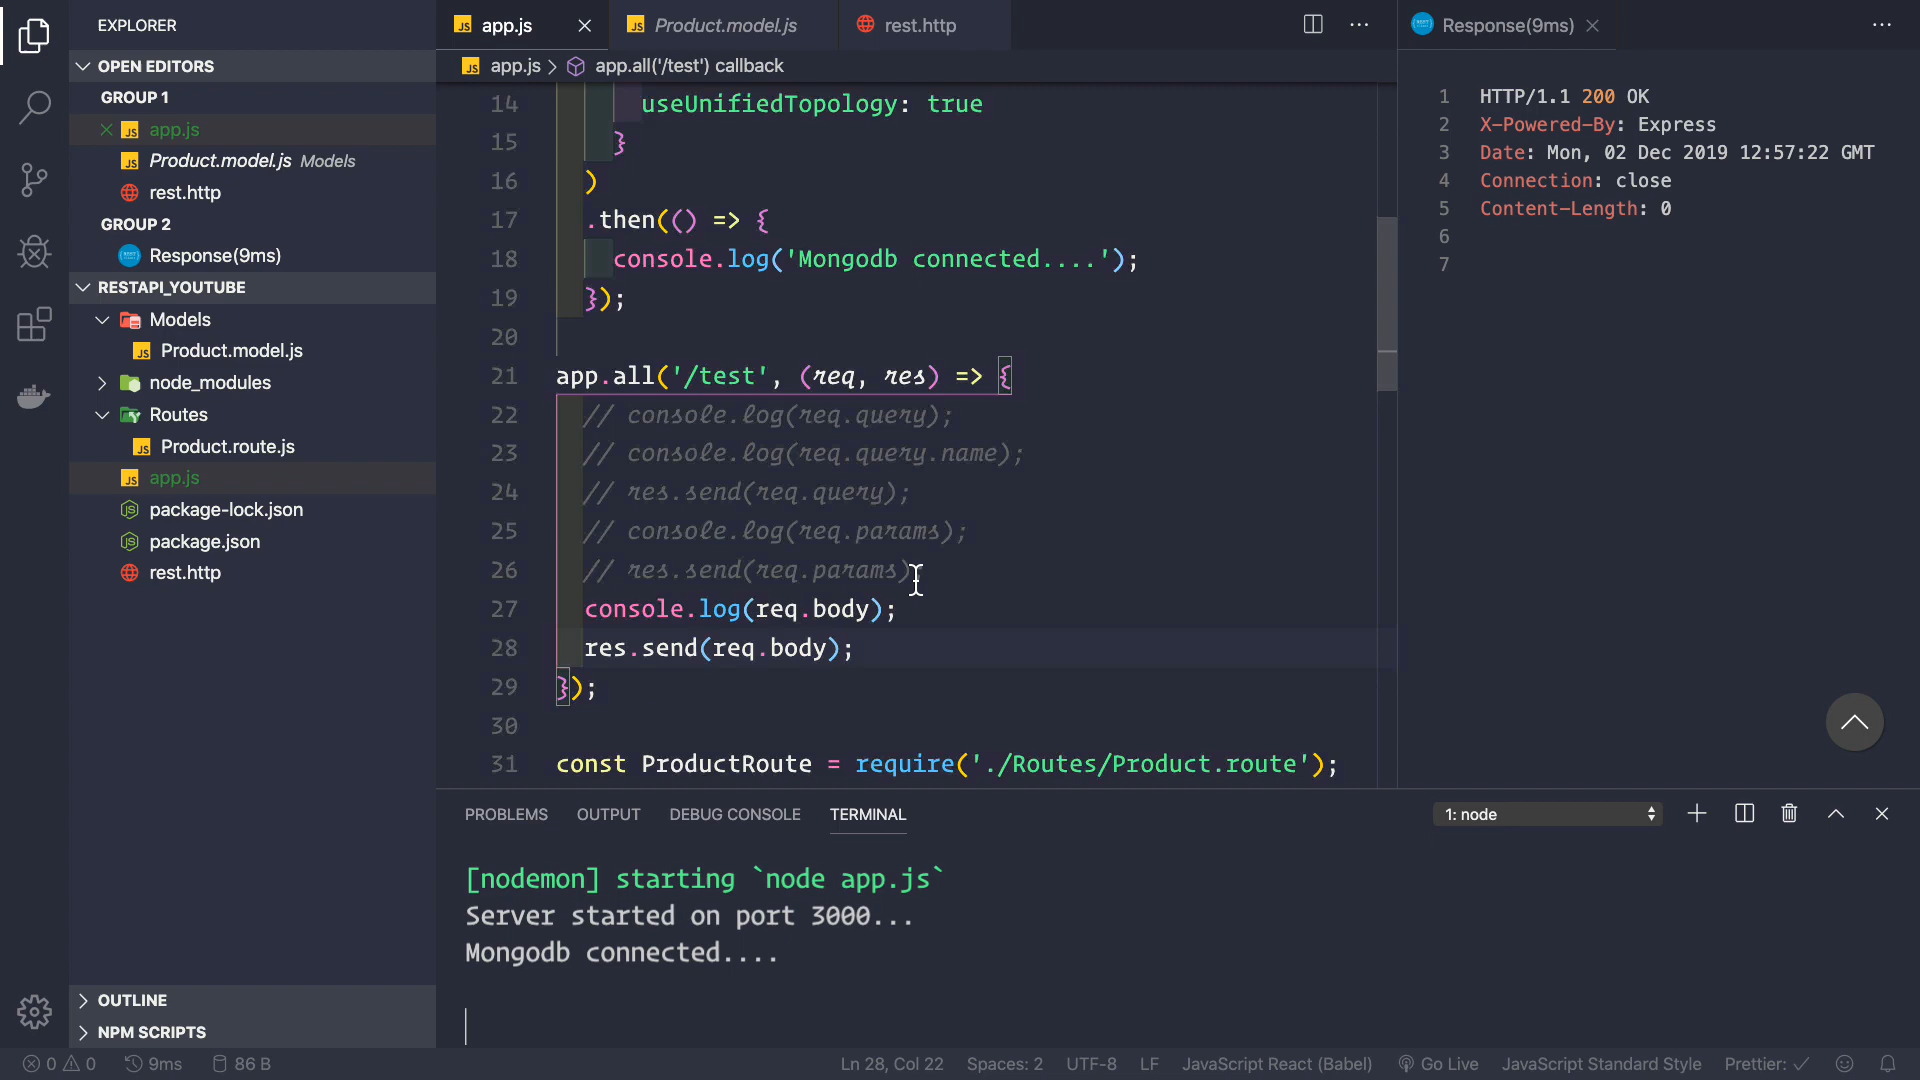 EXPLORER
OPEN EDITORS
GROUP 1
app.js
Product.model.js Models
rest.http
GROUP 2
Response(9ms)
RESTAPI_YOUTUBE
Models
Product.model.js
node_modules
Routes
Product.route.js
app.js
package-lock.json
package.json
rest.http
OUTLINE
NPM SCRIPTS
app.js
Product.model.js
rest.http
app.js > app.all('/test') callback
14 useUnifiedTopology: true
15 }
16 )
17 .then(() => {
18 console.log('Mongodb connected....');
19 });
20
21 app.all('/test', (req, res) => {
22 // console.log(req.query);
23 // console.log(req.query.name);
24 // res.send(req.query);
25 // console.log(req.params);
26 // res.send(req.params);
27 console.log(req.body);
28 res.send(req.body);
29 });
30
31 const ProductRoute = require('./Routes/Product.route');
Response(9ms)
1 HTTP/1.1 200 OK
2 X-Powered-By: Express
3 Date: Mon, 02 Dec 2019 12:57:22 GMT
4 Connection: close
5 Content-Length: 0
6
7
PROBLEMS OUTPUT DEBUG CONSOLE TERMINAL
1: node
[nodemon] starting `node app.js`
Server started on port 3000...
Mongodb connected....
0 0 9ms 86 B Ln 28, Col 22 Spaces: 2 UTF-8 LF JavaScript React (Babel) Go Live JavaScript Standard Style Prettier: ✓